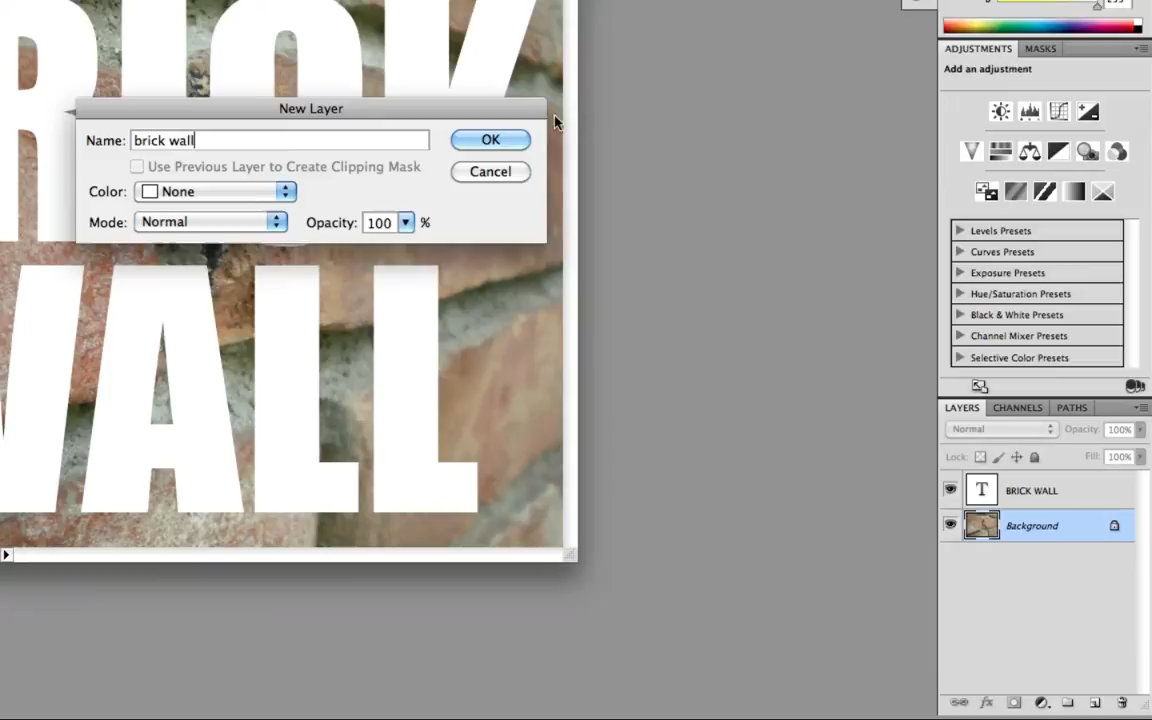 BRICK
WALL
New Layer
Name: brick wall
OK
Use Previous Layer to Create Clipping Mask
Cancel
Color: None
Mode: Normal
Opacity: 100 %
ADJUSTMENTS
MASKS
Add an adjustment
Levels Presets
Curves Presets
Exposure Presets
Hue/Saturation Presets
Black & White Presets
Channel Mixer Presets
Selective Color Presets
LAYERS
CHANNELS
PATHS
Normal
Opacity: 100%
Lock:
Fill: 100%
T
BRICK WALL
Background
fx